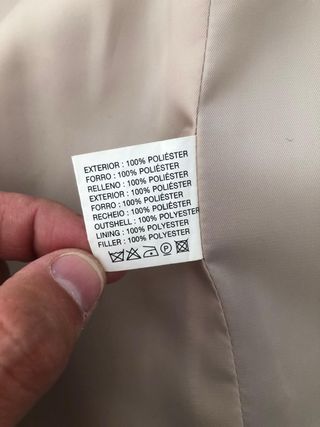 EXTERIOR : 100% POLIÉSTER
FORRO : 100% POLIÉSTER
RELLENO : 100% POLIÉSTER
EXTERIOR : 100% POLIÉSTER
FORRO : 100% POLIÉSTER
RECHEIO : 100% POLIÉSTER
OUTSHELL : 100% POLYESTER
LINING : 100% POLYESTER
FILLER : 100% POLYESTER
P